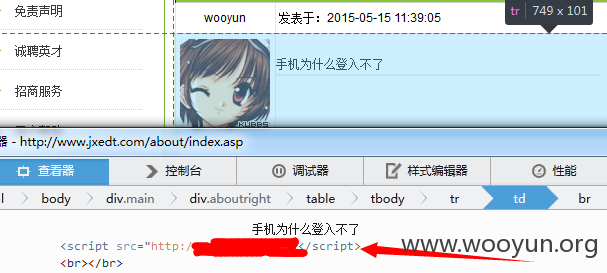 免责声明
诚聘英才
招商服务
wooyun
发表于：2015-05-15 11:39:05
tr 749 x 101
手机为什么登入不了
KUBBS
器 - http://www.jxedt.com/about/index.asp
查看器
控制台
调试器
样式编辑器
性能
l
body
div.main
div.aboutright
table
tbody
tr
td
br
手机为什么登入不了
<script src="http:/ </script>
www.wooyun.org
<br></br>